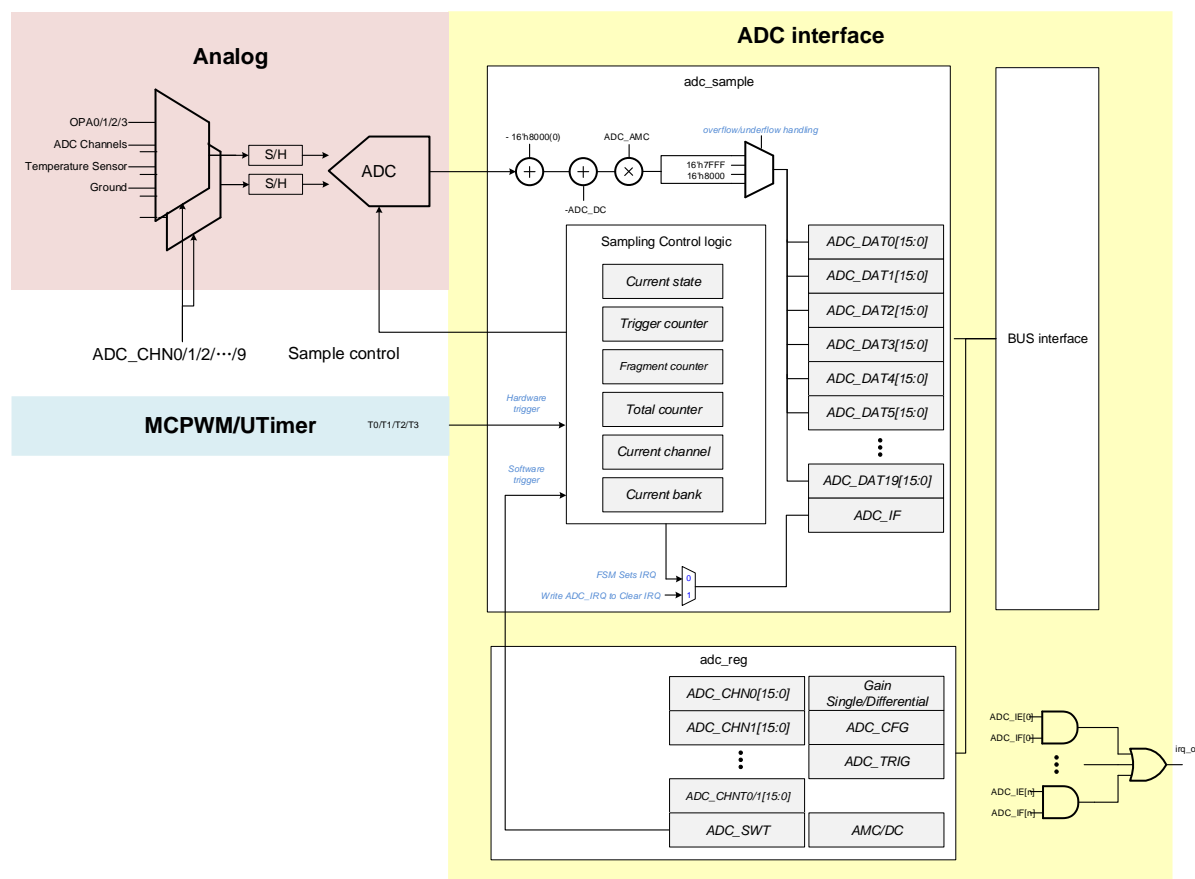 Analog
ADC interface
adc_sample
OPA0/1/2/3
ADC Channels
Temperature Sensor
Ground
S/H
S/H
ADC
- 16'h8000(0)
-ADC_DC
ADC_AMC
overflow/underflow handling
16'h7FFF
16'h8000
Sampling Control logic
Current state
Trigger counter
Fragment counter
Total counter
Current channel
Current bank
ADC_DAT0[15:0]
ADC_DAT1[15:0]
ADC_DAT2[15:0]
ADC_DAT3[15:0]
ADC_DAT4[15:0]
ADC_DAT5[15:0]
ADC_DAT19[15:0]
ADC_IF
BUS interface
ADC_CHN0/1/2/⋯/9
Sample control
MCPWM/UTimer
T0/T1/T2/T3
Hardware
trigger
Software
trigger
FSM Sets IRQ
0
Write ADC_IRQ to Clear IRQ
1
adc_reg
ADC_CHN0[15:0]
ADC_CHN1[15:0]
ADC_CHNT0/1[15:0]
ADC_SWT
Gain
Single/Differential
ADC_CFG
ADC_TRIG
AMC/DC
ADC_IE[0]
ADC_IF[0]
ADC_IE[n]
ADC_IF[n]
irq_o